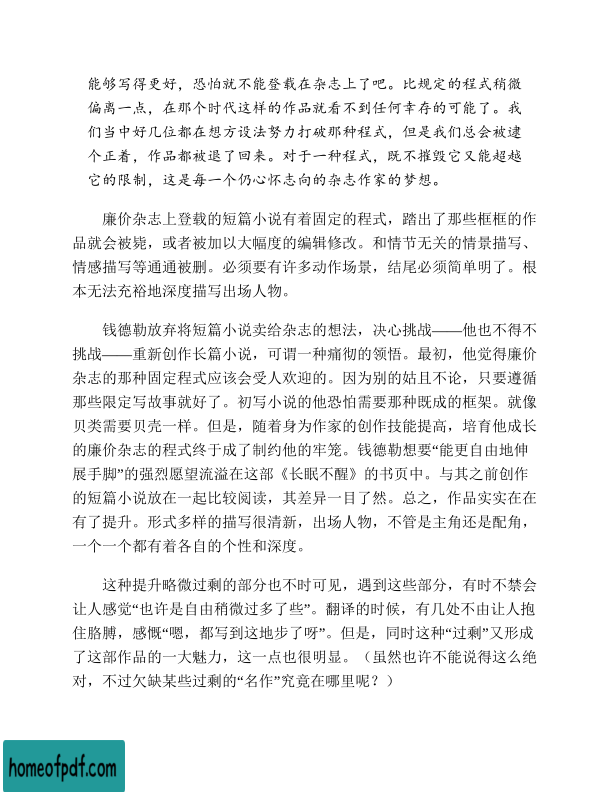 能够写得更好，恐怕就不能登载在杂志上了吧。比规定的程式稍微
偏离一点，在那个时代这样的作品就看不到任何幸存的可能了。我
们当中好几位都在想方设法努力打破那种程式，但是我们总会被逮
个正着，作品都被退了回来。对于一种程式，既不摧毁它又能超越
它的限制，这是每一个仍心怀志向的杂志作家的梦想。
廉价杂志上登载的短篇小说有着固定的程式，踏出了那些框框的作
品就会被毙，或者被加以大幅度的编辑修改。和情节无关的情景描写、
情感描写等通通被删。必须要有许多动作场景，结尾必须简单明了。根
本无法充裕地深度描写出场人物。
钱德勒放弃将短篇小说卖给杂志的想法，决心挑战——他也不得不
挑战——重新创作长篇小说，可谓一种痛彻的领悟。最初，他觉得廉价
杂志的那种固定程式应该会受人欢迎的。因为别的姑且不论，只要遵循
那些限定写故事就好了。初写小说的他恐怕需要那种既成的框架。就像
贝类需要贝壳一样。但是，随着身为作家的创作技能提高，培育他成长
的廉价杂志的程式终于成了制约他的牢笼。钱德勒想要“能更自由地伸
展手脚”的强烈愿望流溢在这部《长眠不醒》的书页中。与其之前创作
的短篇小说放在一起比较阅读，其差异一目了然。总之，作品实实在在
有了提升。形式多样的描写很清新，出场人物，不管是主角还是配角，
一个一个都有着各自的个性和深度。
这种提升略微过剩的部分也不时可见，遇到这些部分，有时不禁会
让人感觉“也许是自由稍微过多了些”。翻译的时候，有几处不由让人抱
住胳膊，感慨“嗯，都写到这地步了呀”。但是，同时这种“过剩”又形成
了这部作品的一大魅力，这一点也很明显。（虽然也许不能说得这么绝
对，不过欠缺某些过剩的“名作”究竟在哪里呢？）
homeofpdf.com